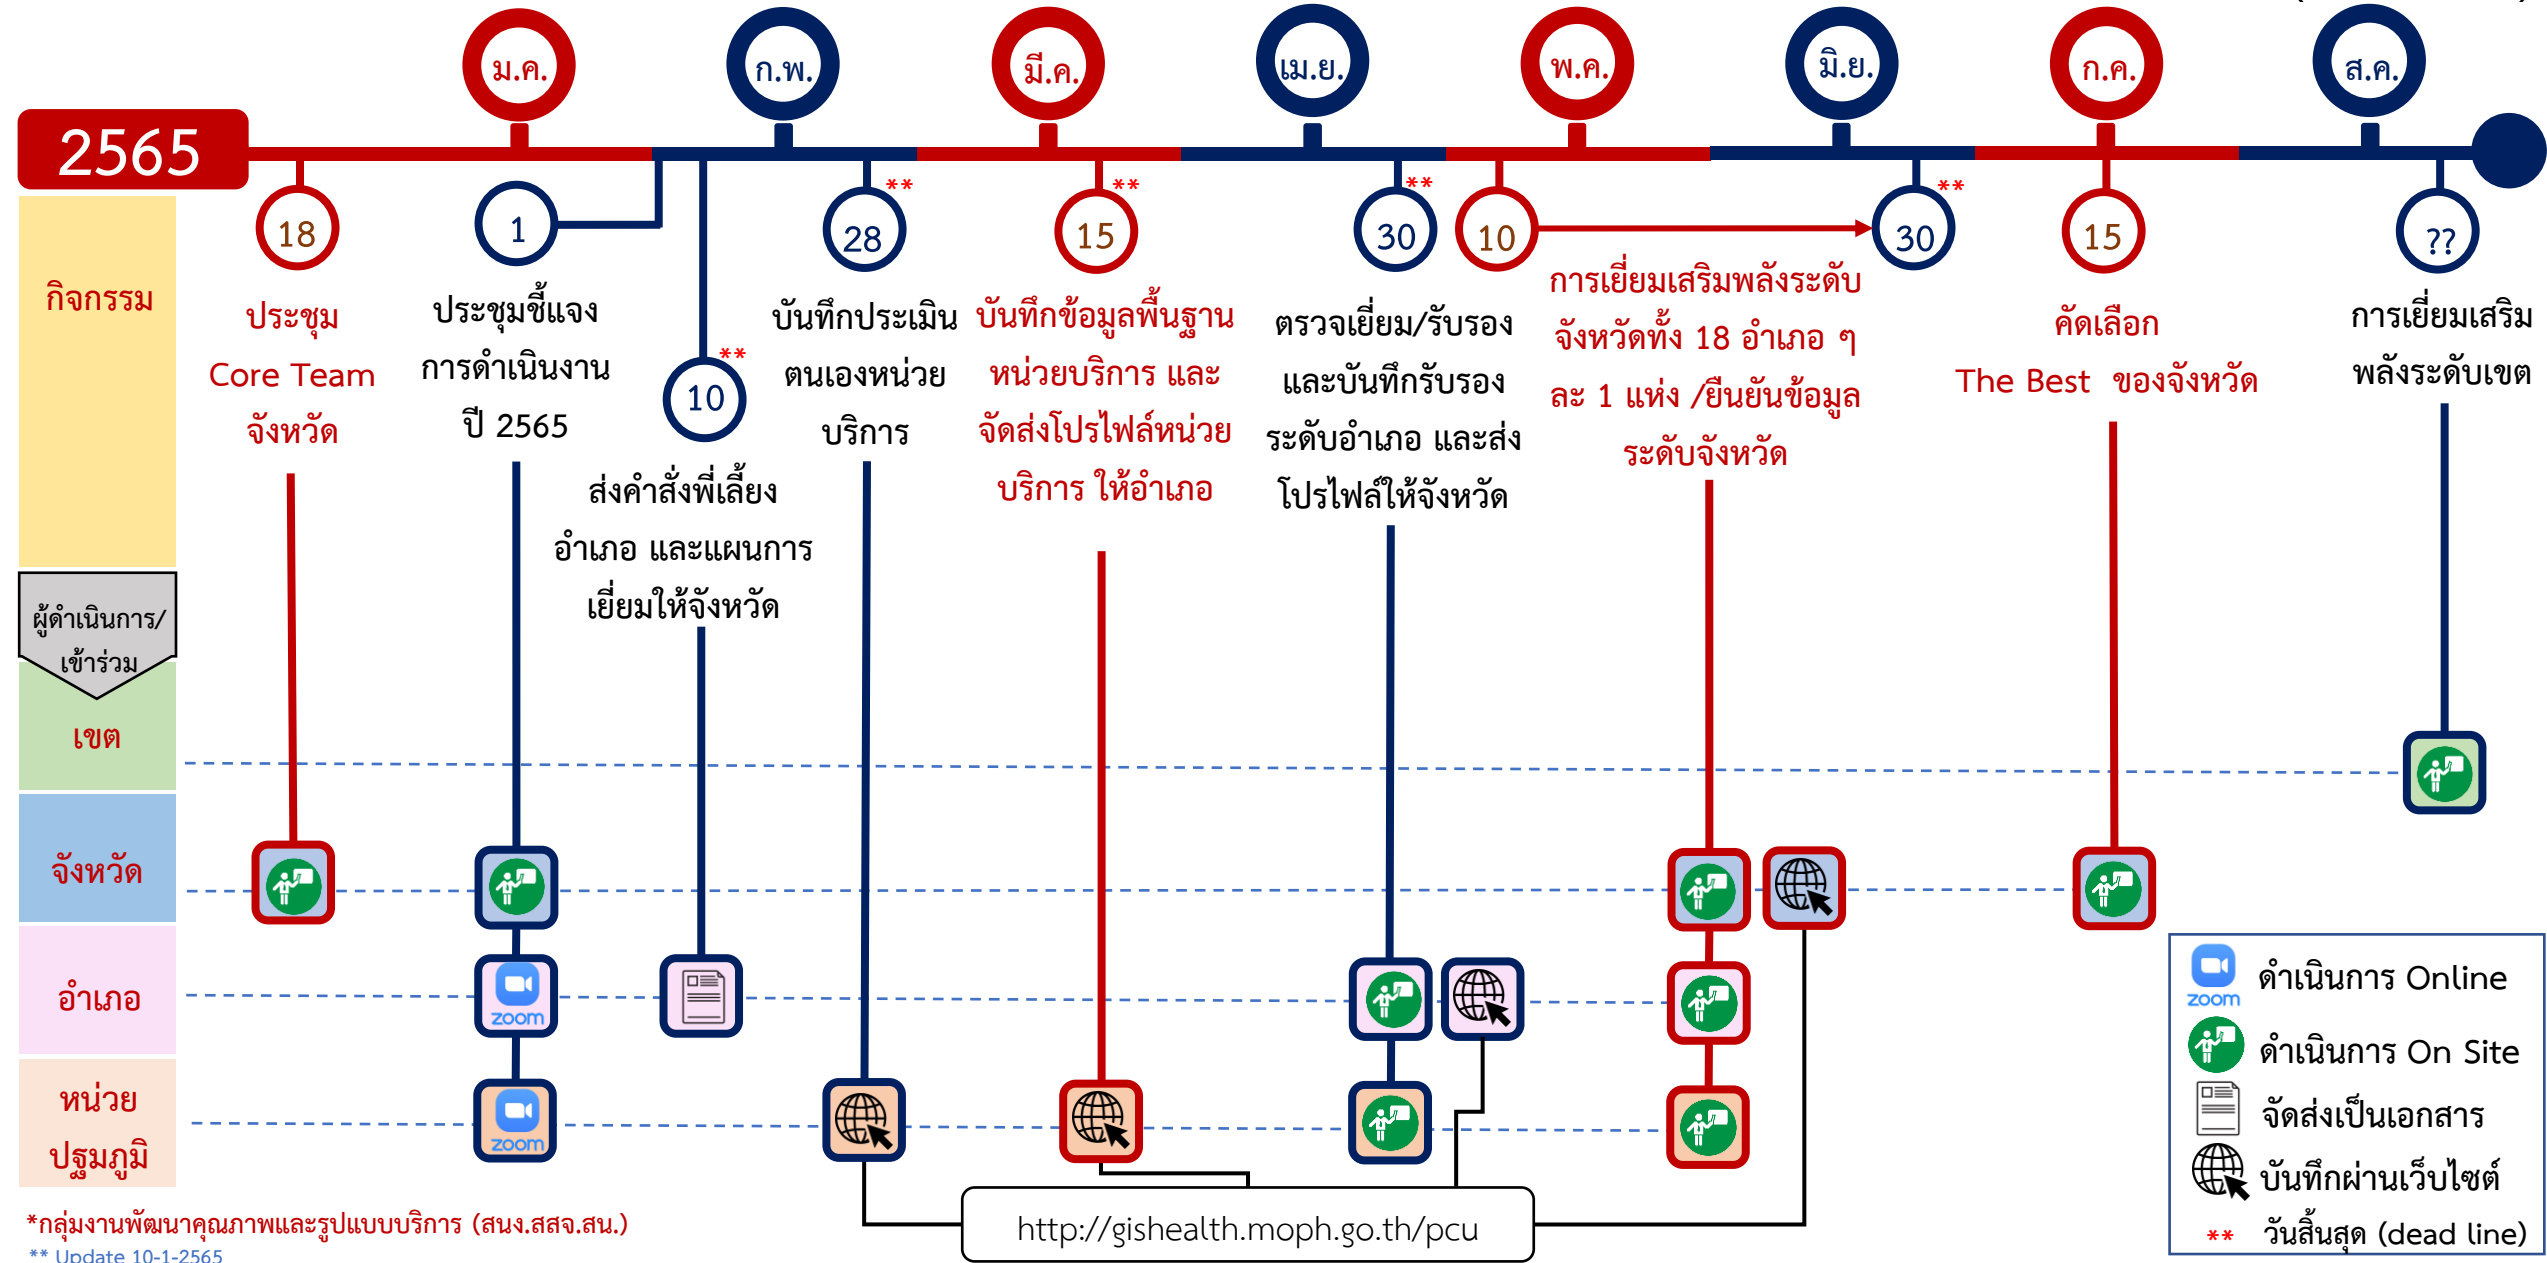 ม.ค.
ก.พ.
มี.ค.
เม.ย.
พ.ค.
มิ.ย.
ก.ค.
ส.ค.
2565
18
1
28
**
15
**
30
**
10
30
**
15
??
กิจกรรม
ประชุม
Core Team
จังหวัด
ประชุมชี้แจง
การดำเนินงาน
ปี 2565
10
**
ส่งคำสั่งพี่เลี้ยง
อำเภอ และแผนการ
เยี่ยมให้จังหวัด
บันทึกประเมิน
ตนเองหน่วย
บริการ
บันทึกข้อมูลพื้นฐาน
หน่วยบริการ และ
จัดส่งโปรไฟล์หน่วย
บริการ ให้อำเภอ
ตรวจเยี่ยม/รับรอง
และบันทึกรับรอง
ระดับอำเภอ และส่ง
โปรไฟล์ให้จังหวัด
การเยี่ยมเสริมพลังระดับ
จังหวัดทั้ง 18 อำเภอ ๆ
ละ 1 แห่ง /ยืนยันข้อมูล
ระดับจังหวัด
คัดเลือก
The Best ของจังหวัด
การเยี่ยมเสริม
พลังระดับเขต
ผู้ดำเนินการ/
เข้าร่วม
เขต
จังหวัด
อำเภอ
zoom
หน่วย
ปฐมภูมิ
zoom
zoom
ดำเนินการ Online
ดำเนินการ On Site
จัดส่งเป็นเอกสาร
บันทึกผ่านเว็บไซต์
** วันสิ้นสุด (dead line)
http://gishealth.moph.go.th/pcu
*กลุ่มงานพัฒนาคุณภาพและรูปแบบบริการ (สนง.สสจ.สน.)
** Update 10-1-2565